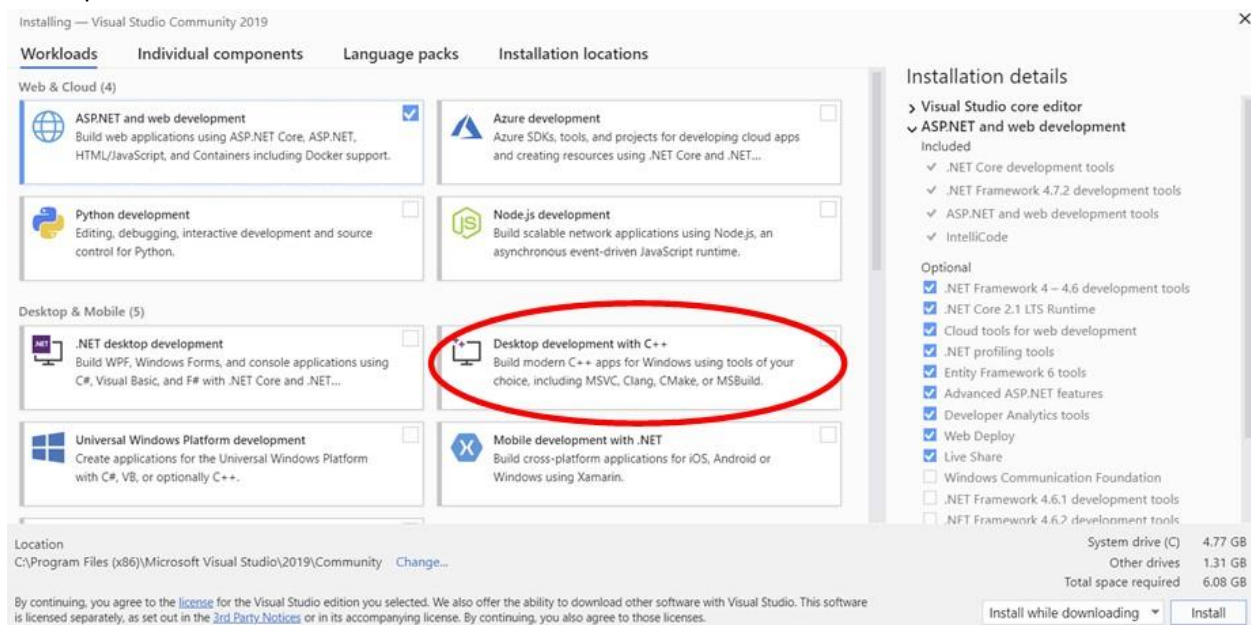 Installing — Visual Studio Community 2019
Workloads Individual components Language packs Installation locations
Web & Cloud (4)
ASP.NET and web development
Build web applications using ASP.NET Core, ASP.NET,
HTML/JavaScript, and Containers including Docker support.
Azure development
Azure SDKs, tools, and projects for developing cloud apps
and creating resources using .NET Core and .NET...
Python development
Editing, debugging, interactive development and source
control for Python.
Node.js development
Build scalable network applications using Node.js, an
asynchronous event-driven JavaScript runtime.
Desktop & Mobile (5)
.NET desktop development
Build WPF, Windows Forms, and console applications using
C#, Visual Basic, and F# with .NET Core and .NET...
Desktop development with C++
Build modern C++ apps for Windows using tools of your
choice, including MSVC, Clang, CMake, or MSBuild.
Universal Windows Platform development
Create applications for the Universal Windows Platform
with C#, VB, or optionally C++.
Mobile development with .NET
Build cross-platform applications for iOS, Android or
Windows using Xamarin.
Installation details
Visual Studio core editor
ASP.NET and web development
Included
.NET Core development tools
.NET Framework 4.7.2 development tools
ASP.NET and web development tools
IntelliCode
Optional
.NET Framework 4 – 4.6 development tools
.NET Core 2.1 LTS Runtime
Cloud tools for web development
.NET profiling tools
Entity Framework 6 tools
Advanced ASP.NET features
Developer Analytics tools
Web Deploy
Live Share
Windows Communication Foundation
.NET Framework 4.6.1 development tools
.NET Framework 4.6.2 development tools
Location
C:\Program Files (x86)\Microsoft Visual Studio\2019\Community Change...
By continuing, you agree to the license for the Visual Studio edition you selected. We also offer the ability to download other software with Visual Studio. This software
is licensed separately, as set out in the 3rd Party Notices or in its accompanying license. By continuing, you also agree to those licenses.
System drive (C) 4.77 GB
Other drives 1.31 GB
Total space required 6.08 GB
Install while downloading Install